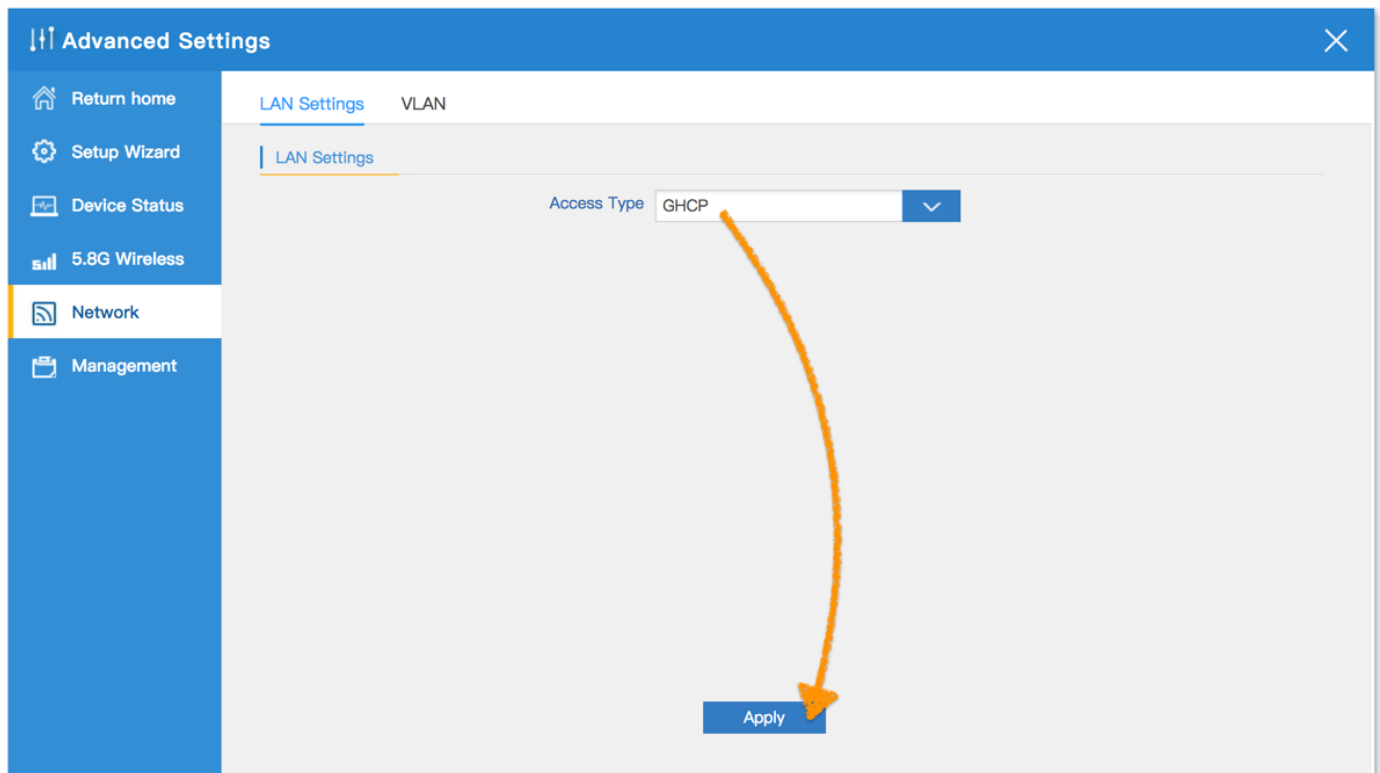 Advanced Settings
Return home
Setup Wizard
Device Status
5.8G Wireless
Network
Management
LAN Settings VLAN
LAN Settings
Access Type GHCP
Apply